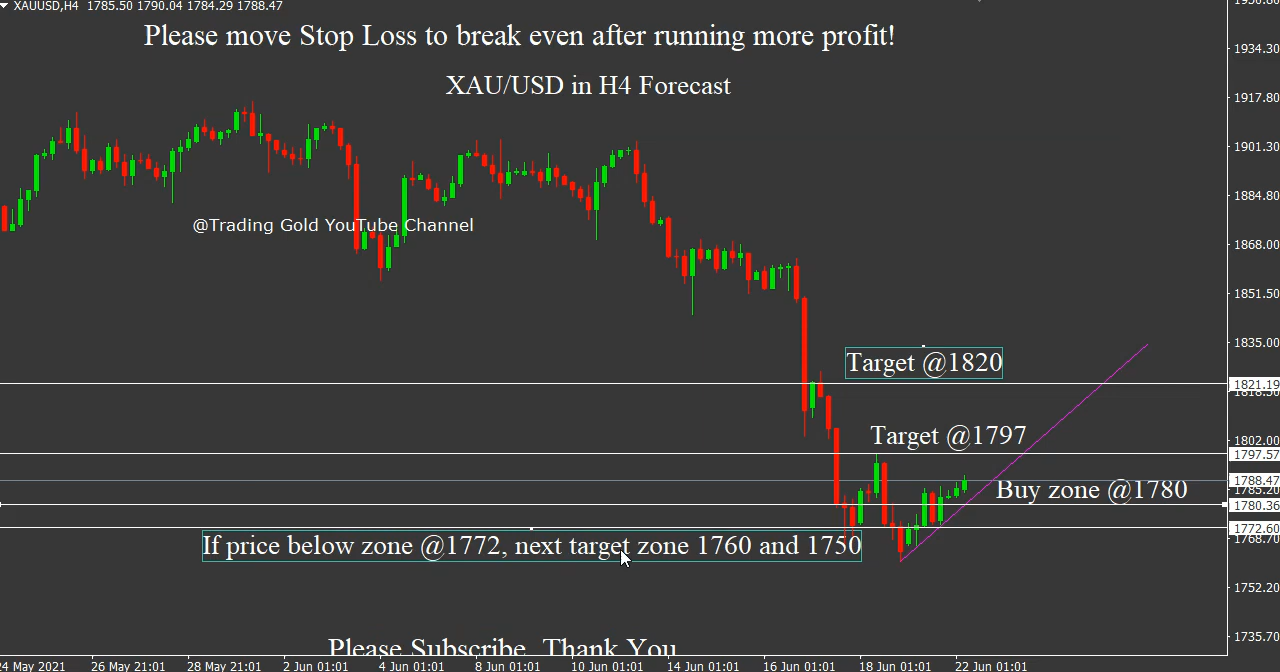 XAUUSD,H4 1785.50 1790.04 1784.29 1788.47
Please move Stop Loss to break even after running more profit!
XAU/USD in H4 Forecast
@Trading Gold YouTube Channel
Target @1820
Target @1797
Buy zone @1780
If price below zone @1772, next target zone 1760 and 1750
Please Subscribe, Thank You
1934.30
1917.80
1901.30
1884.80
1868.00
1851.50
1835.00
1821.19
1802.00
1797.57
1788.47
1785.20
1780.36
1772.60
1768.70
1752.20
1735.70
24 May 2021
26 May 21:01
28 May 21:01
2 Jun 01:01
4 Jun 01:01
8 Jun 01:01
10 Jun 01:01
14 Jun 01:01
16 Jun 01:01
18 Jun 01:01
22 Jun 01:01